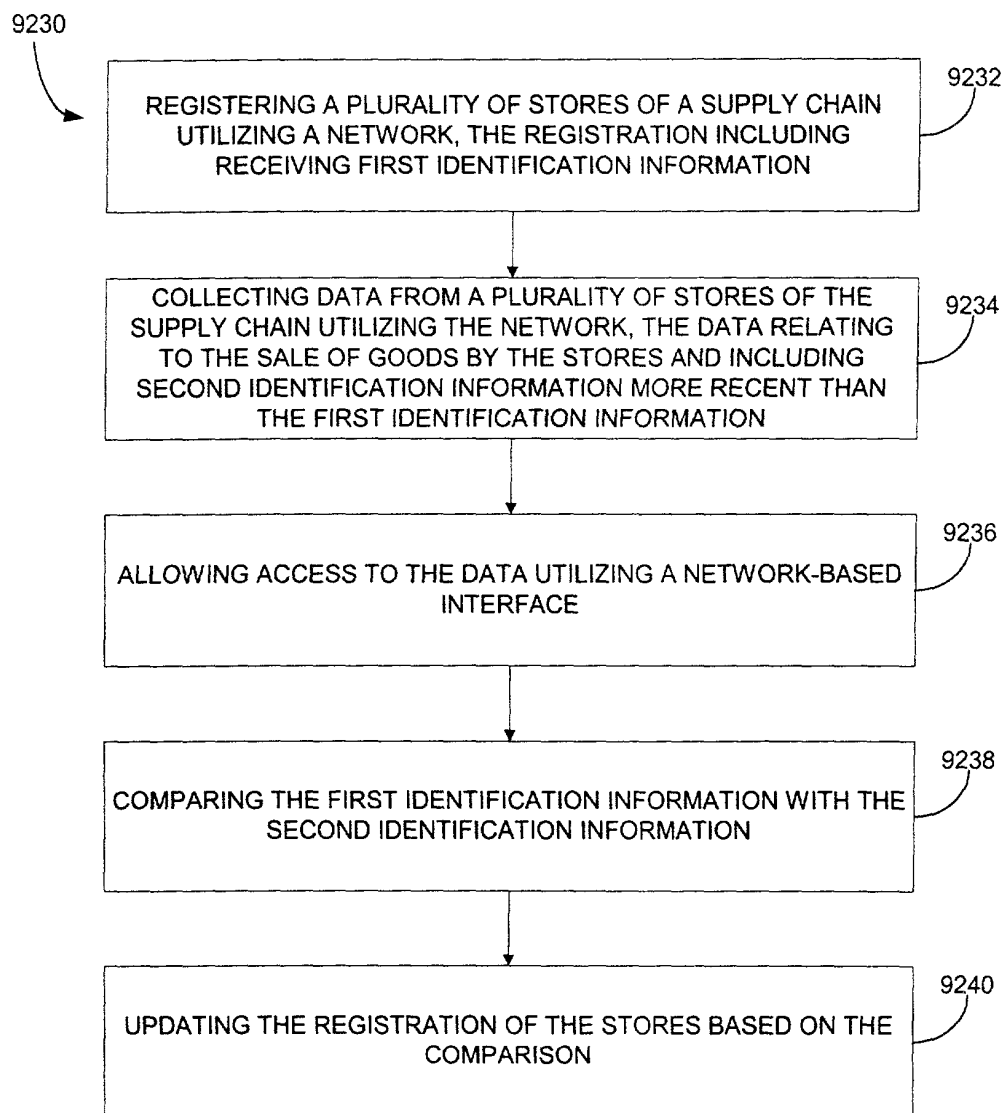 9230
9232
REGISTERING A PLURALITY OF STORES OF A SUPPLY CHAIN
UTILIZING A NETWORK, THE REGISTRATION INCLUDING
RECEIVING FIRST IDENTIFICATION INFORMATION
9234
COLLECTING DATA FROM A PLURALITY OF STORES OF THE
SUPPLY CHAIN UTILIZING THE NETWORK, THE DATA RELATING
TO THE SALE OF GOODS BY THE STORES AND INCLUDING
SECOND IDENTIFICATION INFORMATION MORE RECENT THAN
THE FIRST IDENTIFICATION INFORMATION
9236
ALLOWING ACCESS TO THE DATA UTILIZING A NETWORK-BASED
INTERFACE
9238
COMPARING THE FIRST IDENTIFICATION INFORMATION WITH THE
SECOND IDENTIFICATION INFORMATION
9240
UPDATING THE REGISTRATION OF THE STORES BASED ON THE
COMPARISON